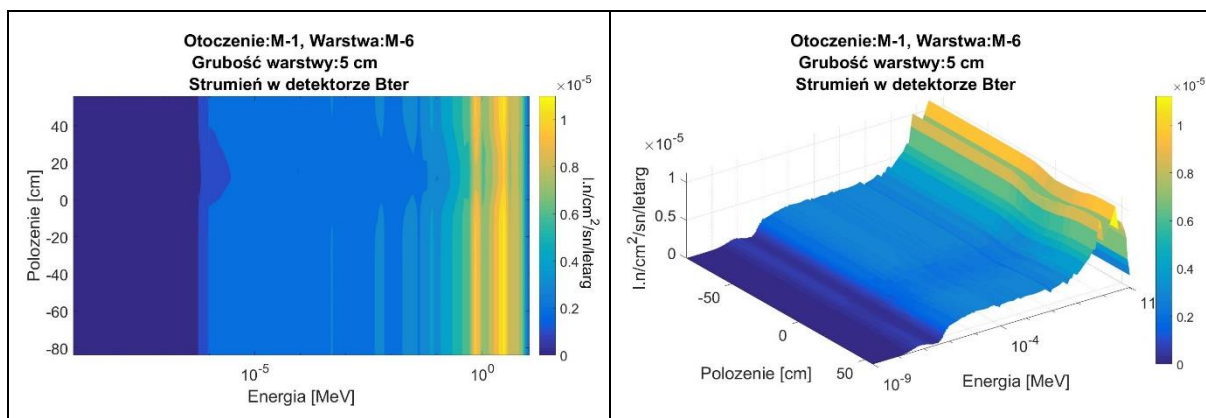 Otoczenie:M-1, Warstwa:M-6
Grubość warstwy:5 cm
Strumień w detektorze Bter
×10⁻⁵
40
20
0
-20
-40
-60
-80
Polozenie [cm]
10⁻⁵
10⁰
Energia [MeV]
1
0.8
0.6
0.4
0.2
0
l.n/cm²/sn/letarg
Otoczenie:M-1, Warstwa:M-6
Grubość warstwy:5 cm
Strumień w detektorze Bter
×10⁻⁵
1
0.5
0
l.n/cm²/sn/letarg
-50
0
50
Polozenie [cm]
10⁻⁹
10⁻⁴
11
Energia [MeV]
×10⁻⁵
1
0.8
0.6
0.4
0.2
0